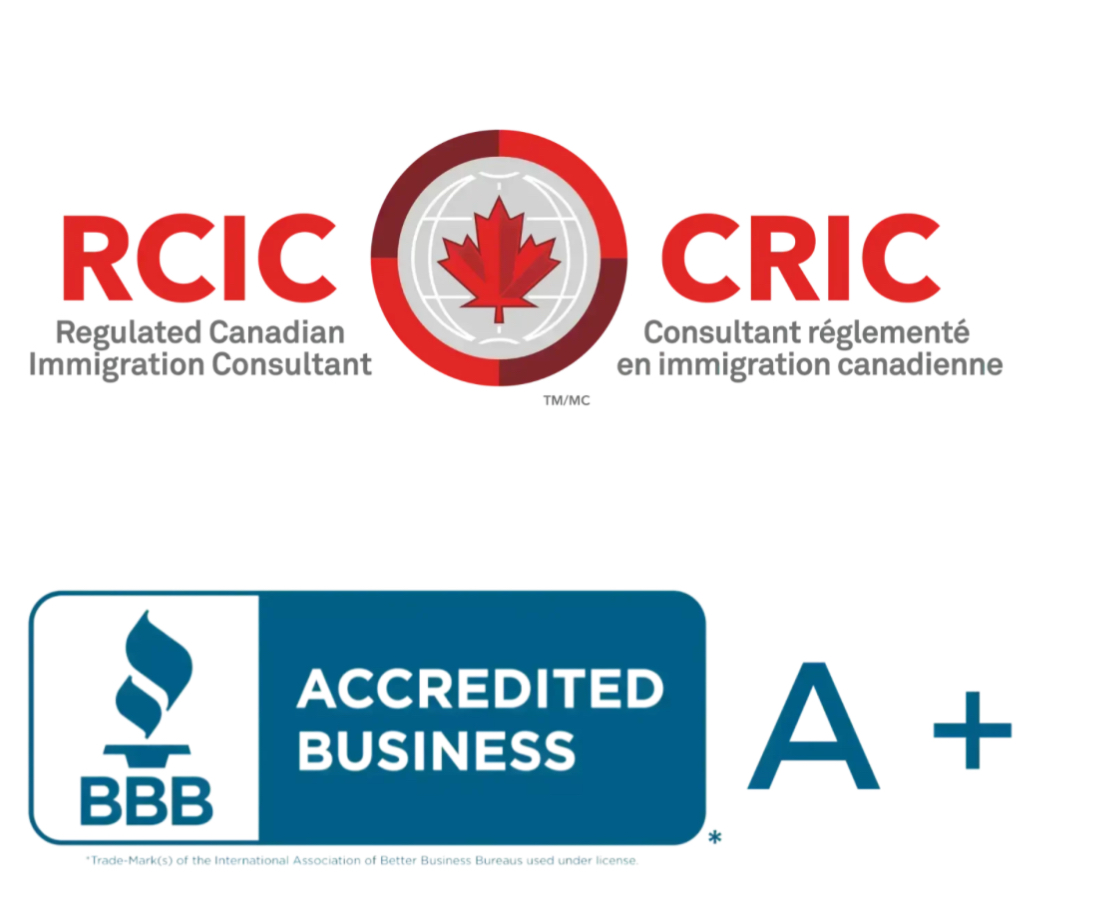 RCIC
Regulated Canadian
Immigration Consultant
CRIC
Consultant réglementé
en immigration canadienne
TM/MC
BBB
ACCREDITED
BUSINESS
*
A +
*Trade-Mark(s) of the International Association of Better Business Bureaus used under license.